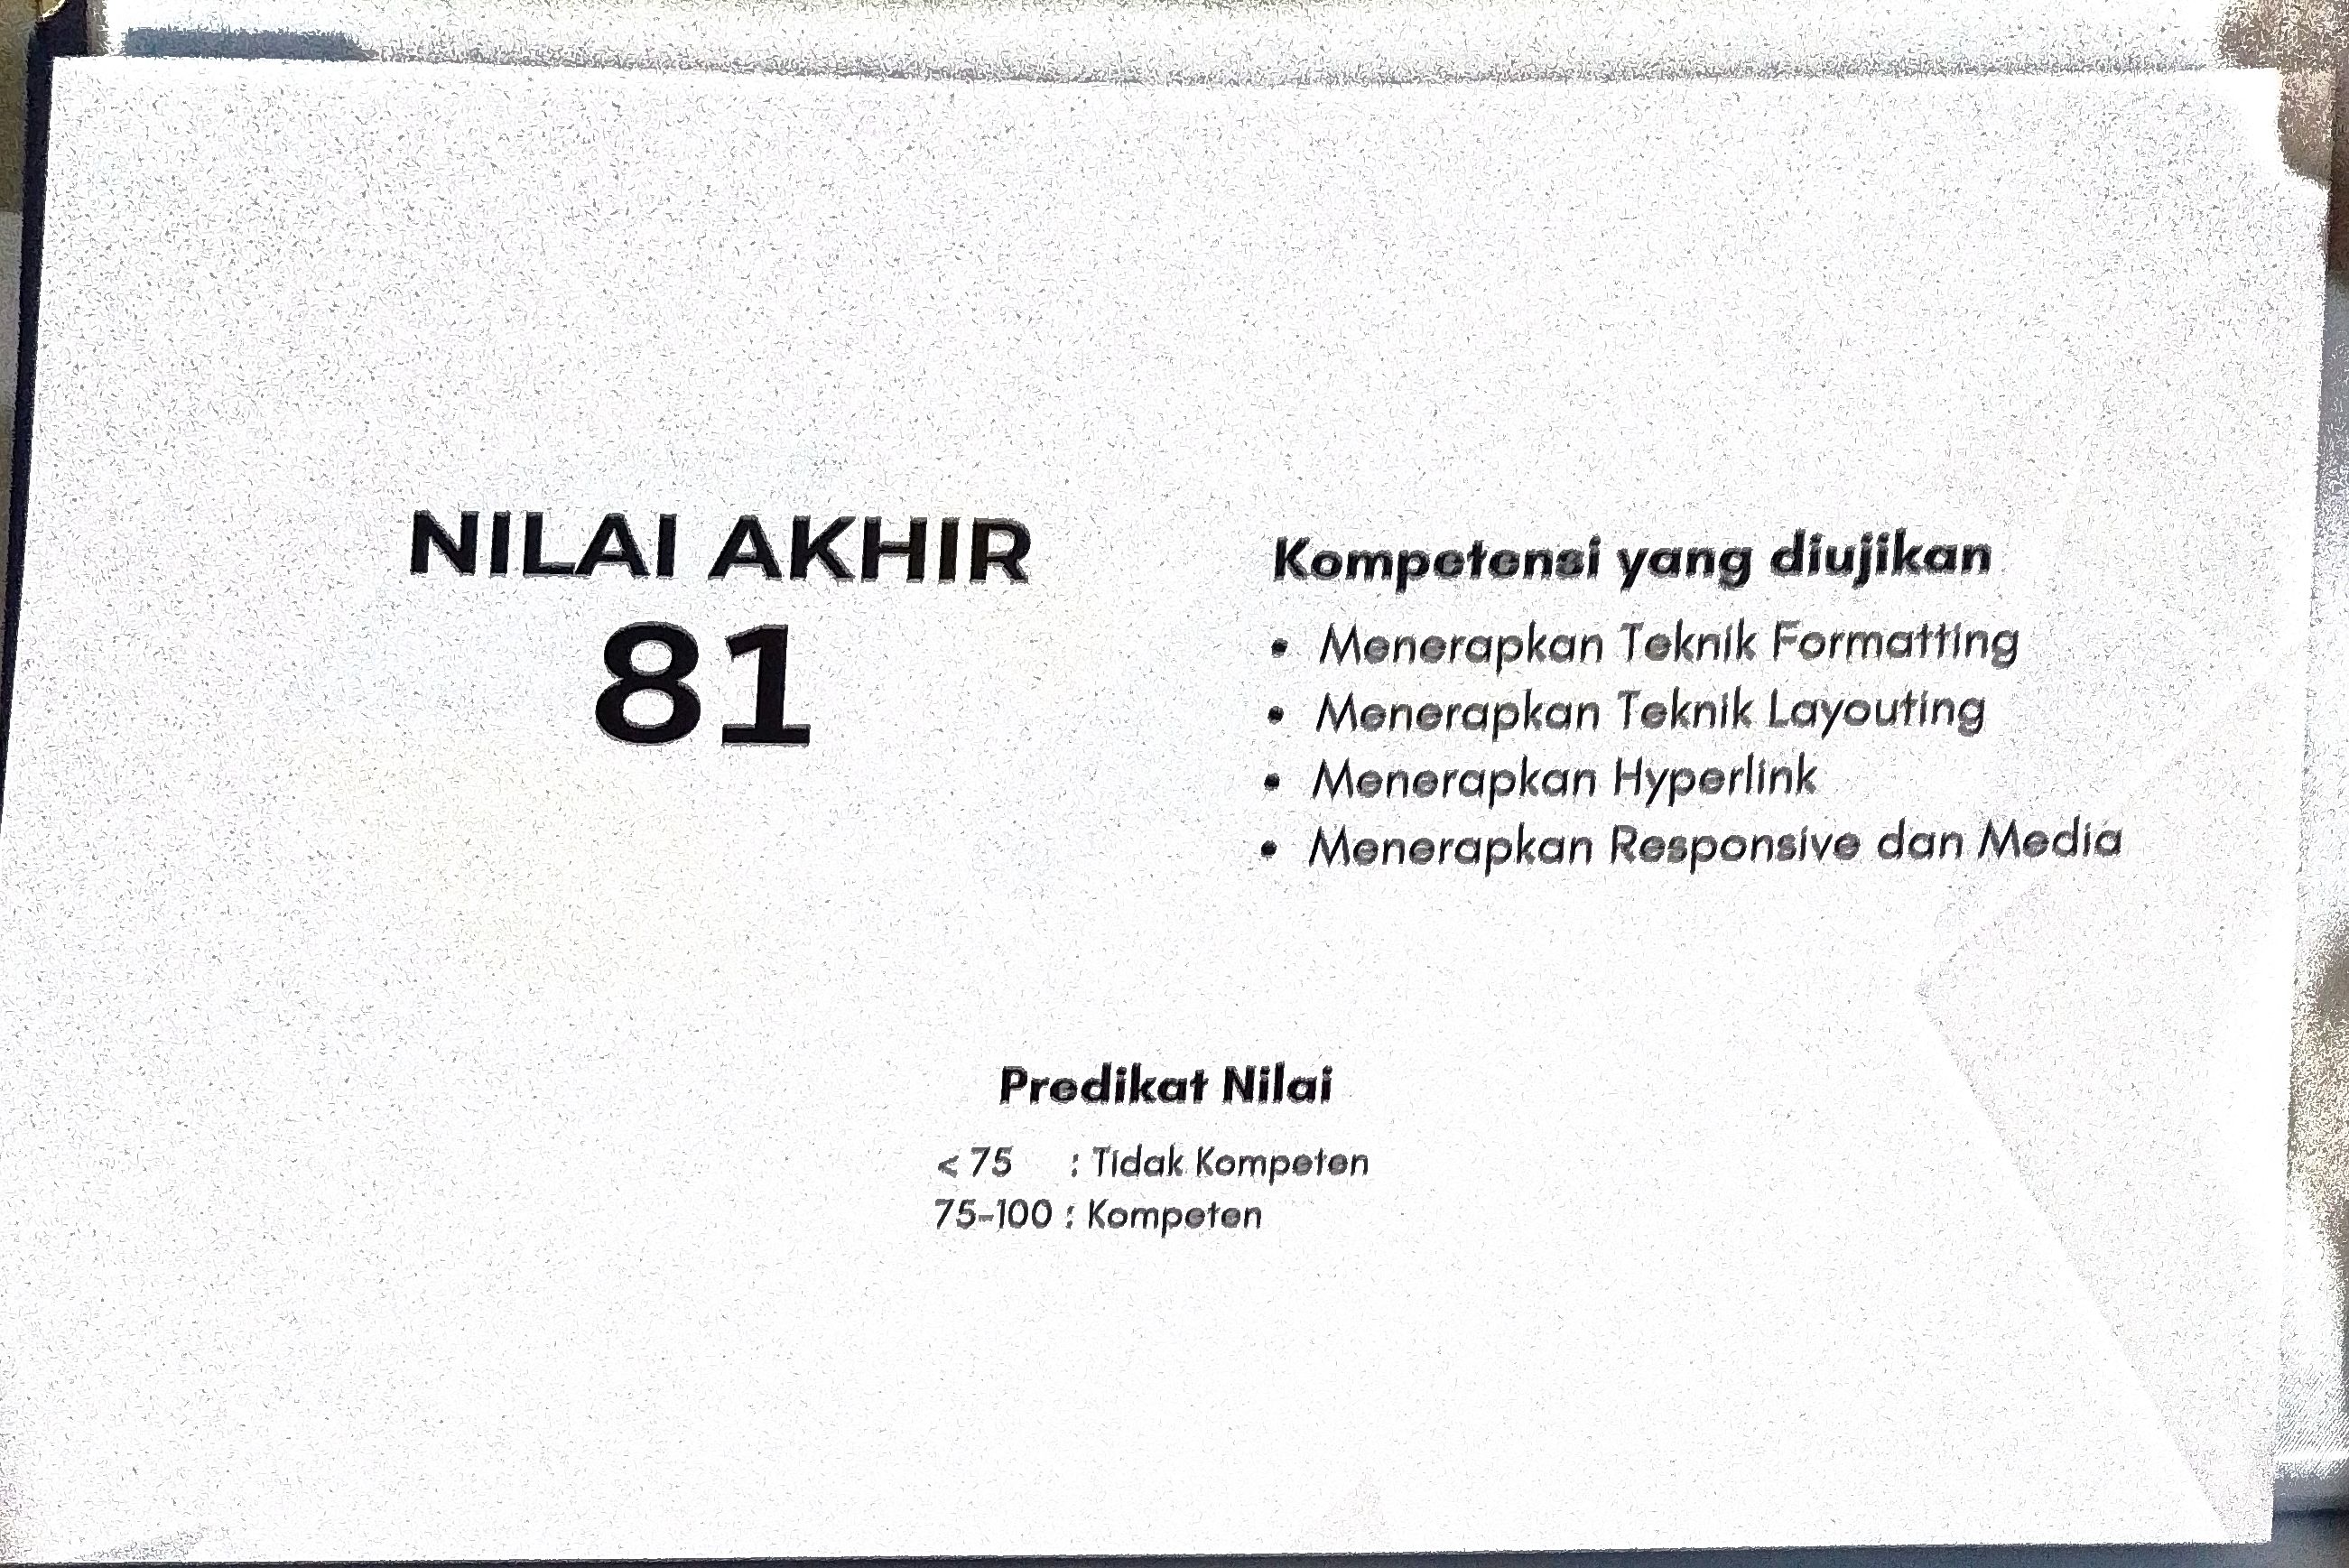 NILAI AKHIR
81
Kompetensi yang diujikan
• Menerapkan Teknik Formatting
• Menerapkan Teknik Layouting
• Menerapkan Hyperlink
• Menerapkan Responsive dan Media
Predikat Nilai
< 75 : Tidak Kompeten
75-100 : Kompeten